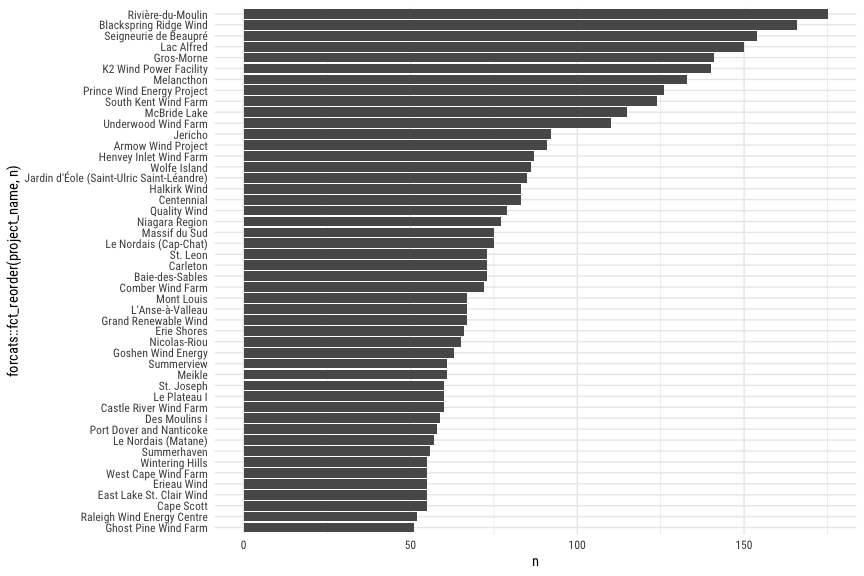 forcats::fct_reorder(project_name, n)
Rivière-du-Moulin
Blackspring Ridge Wind
Seigneurie de Beaupré
Lac Alfred
Gros-Morne
K2 Wind Power Facility
Melancthon
Prince Wind Energy Project
South Kent Wind Farm
McBride Lake
Underwood Wind Farm
Jericho
Armow Wind Project
Henvey Inlet Wind Farm
Wolfe Island
Jardin d'Éole (Saint-Ulric Saint-Léandre)
Halkirk Wind
Centennial
Quality Wind
Niagara Region
Massif du Sud
Le Nordais (Cap-Chat)
St. Leon
Carleton
Baie-des-Sables
Comber Wind Farm
Mont Louis
L'Anse-à-Valleau
Grand Renewable Wind
Erie Shores
Nicolas-Riou
Goshen Wind Energy
Summerview
Meikle
St. Joseph
Le Plateau I
Castle River Wind Farm
Des Moulins I
Port Dover and Nanticoke
Le Nordais (Matane)
Summerhaven
Wintering Hills
West Cape Wind Farm
Erieau Wind
East Lake St. Clair Wind
Cape Scott
Raleigh Wind Energy Centre
Ghost Pine Wind Farm
0 50 100 150
n